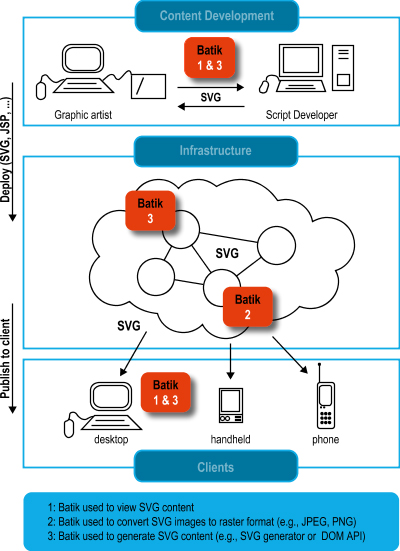 Content Development
Batik
1 & 3
SVG
Graphic artist
Script Developer
Deploy (SVG, JSP, ...)
Infrastructure
Batik
3
SVG
Batik
2
SVG
Publish to client
Batik
1 & 3
desktop
handheld
phone
Clients
1: Batik used to view SVG content
2: Batik used to convert SVG images to raster format (e.g., JPEG, PNG)
3: Batik used to generate SVG content (e.g., SVG generator or DOM API)